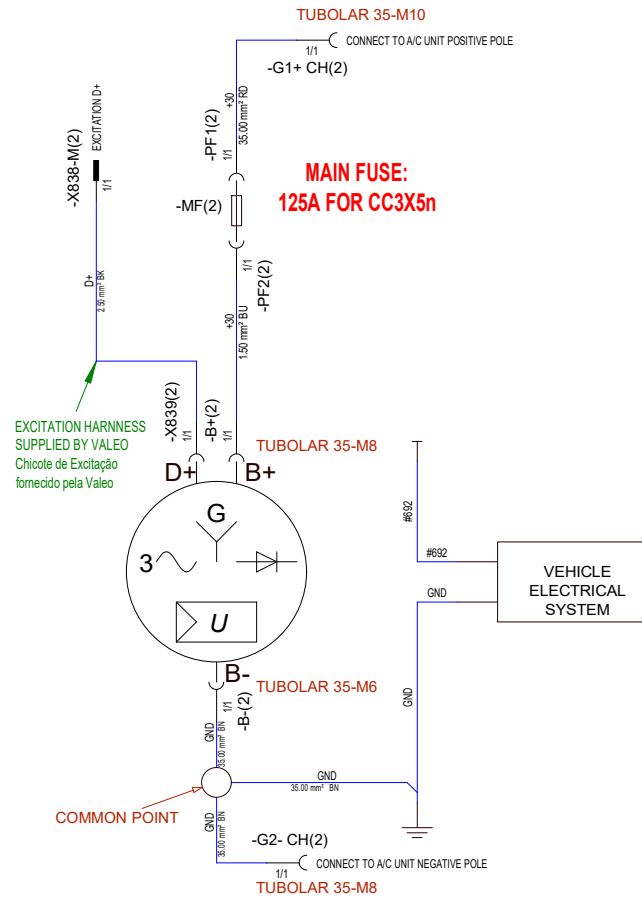 TUBOLAR 35-M10
CONNECT TO A/C UNIT POSITIVE POLE
1/1
-G1+ CH(2)
+30
35.00 mm² RD
-PF1(2)
1/1
EXCITATION D+
-X838-M(2)
1/1
MAIN FUSE:
125A FOR CC3X5n
-MF(2)
1/1
-PF2(2)
D+
2.50 mm² BK
+30
1.50 mm² BU
-X839(2)
1/1
-B+(2)
1/1
EXCITATION HARNNESS
SUPPLIED BY VALEO
Chicote de Excitação
fornecido pela Valeo
TUBOLAR 35-M8
D+
B+
G
3
U
#692
#692
GND
VEHICLE
ELECTRICAL
SYSTEM
B-
TUBOLAR 35-M6
1/1
-B-(2)
GND
35.00 mm² BN
GND
GND
35.00 mm² BN
COMMON POINT
GND
35.00 mm² BN
-G2- CH(2)
CONNECT TO A/C UNIT NEGATIVE POLE
1/1
TUBOLAR 35-M8